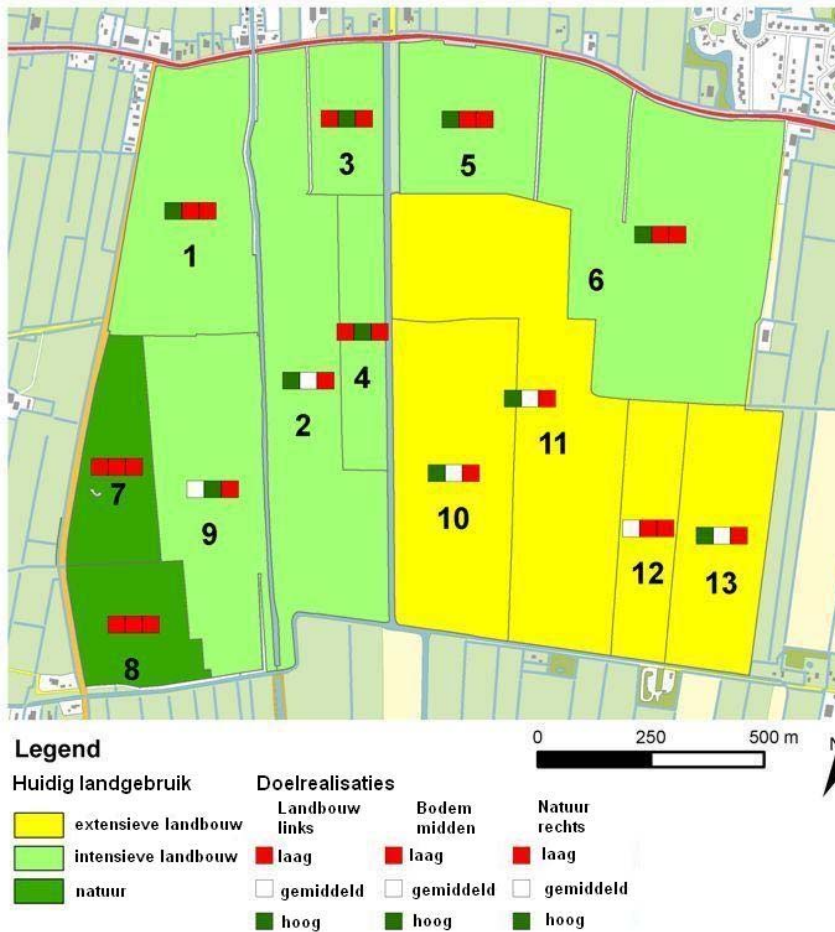 3
5
1
6
4
2
11
7
9
10
12
13
8
Legend
0 250 500 m
N
Huidig landgebruik
Doelrealisaties
Landbouw links
Bodem midden
Natuur rechts
extensieve landbouw
intensieve landbouw
natuur
laag laag laag
gemiddeld gemiddeld gemiddeld
hoog hoog hoog